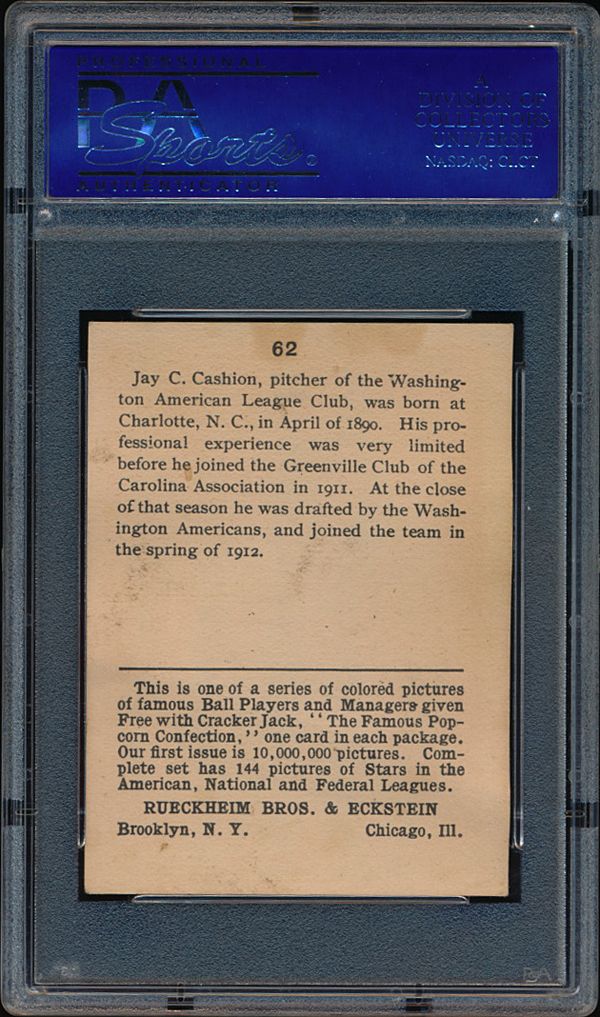 PROFESSIONAL
PSA
Sports®
AUTHENTICATOR
A
DIVISION OF
COLLECTORS
UNIVERSE
NASDAQ: CLCT
62
Jay C. Cashion, pitcher of the Washing-
ton American League Club, was born at
Charlotte, N. C., in April of 1890. His pro-
fessional experience was very limited
before he joined the Greenville Club of the
Carolina Association in 1911. At the close
of that season he was drafted by the Wash-
ington Americans, and joined the team in
the spring of 1912.
This is one of a series of colored pictures
of famous Ball Players and Managers given
Free with Cracker Jack, "The Famous Pop-
corn Confection," one card in each package.
Our first issue is 10,000,000 pictures. Com-
plete set has 144 pictures of Stars in the
American, National and Federal Leagues.
RUECKHEIM BROS. & ECKSTEIN
Brooklyn, N. Y. Chicago, Ill.
PSA